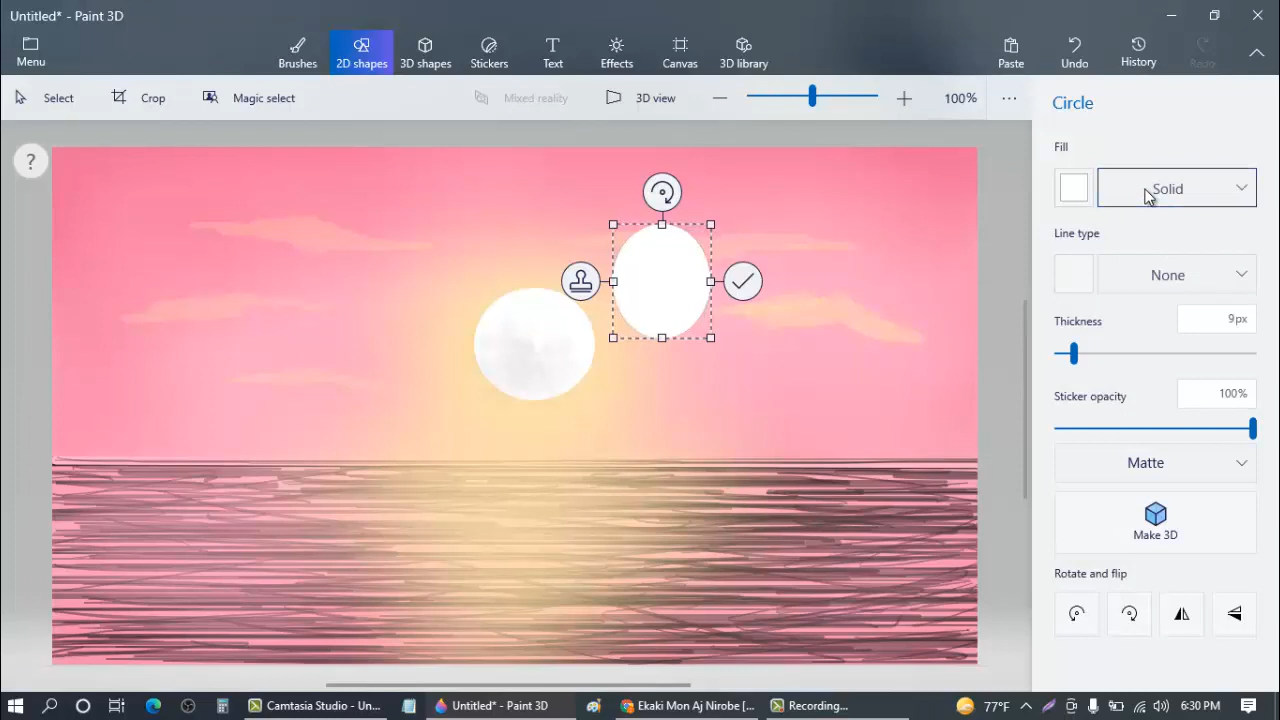 Untitled* - Paint 3D
Menu
Brushes
2D shapes
3D shapes
Stickers
Text
Effects
Canvas
3D library
Paste
Undo
History
Redo
Select
Crop
Magic select
Mixed reality
3D view
100%
Circle
?
Fill
Solid
Line type
None
Thickness
9px
Sticker opacity
100%
Matte
Make 3D
Rotate and flip
Camtasia Studio - Un...
Untitled* - Paint 3D
Ekaki Mon Aj Nirobe [...
Recording...
77°F
6:30 PM